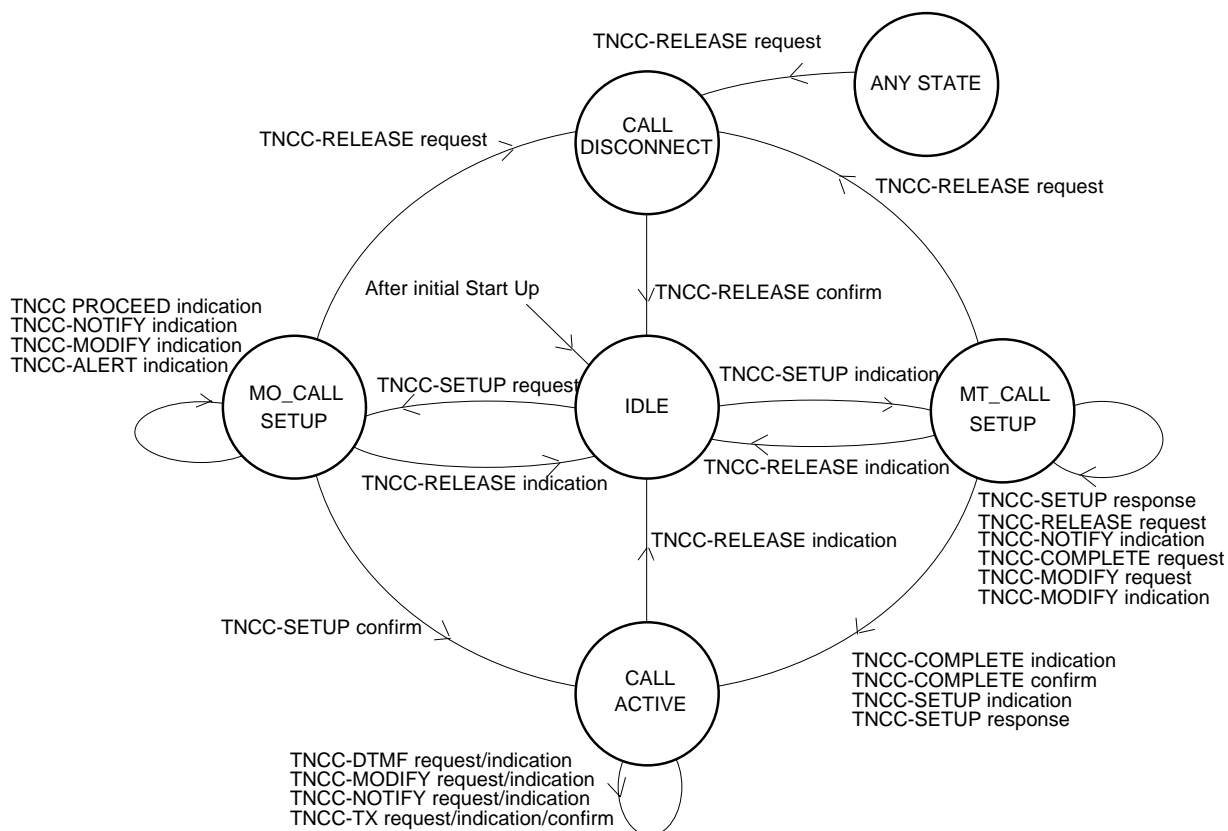 TNCC-RELEASE request
ANY STATE
CALL
DISCONNECT
TNCC-RELEASE request
TNCC-RELEASE request
After initial Start Up
TNCC-RELEASE confirm
TNCC PROCEED indication
TNCC-NOTIFY indication
TNCC-MODIFY indication
TNCC-ALERT indication
MO_CALL
SETUP
TNCC-SETUP request
IDLE
TNCC-SETUP indication
MT_CALL
SETUP
TNCC-RELEASE indication
TNCC-RELEASE indication
TNCC-SETUP response
TNCC-RELEASE request
TNCC-NOTIFY indication
TNCC-COMPLETE request
TNCC-MODIFY request
TNCC-MODIFY indication
TNCC-RELEASE indication
TNCC-SETUP confirm
CALL
ACTIVE
TNCC-COMPLETE indication
TNCC-COMPLETE confirm
TNCC-SETUP indication
TNCC-SETUP response
TNCC-DTMF request/indication
TNCC-MODIFY request/indication
TNCC-NOTIFY request/indication
TNCC-TX request/indication/confirm